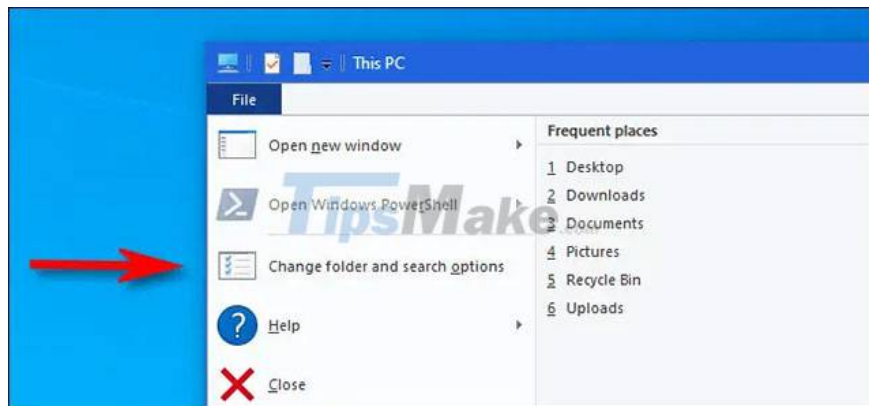 This PC
File
Open new window
Open Windows PowerShell
Change folder and search options
Help
Close
Frequent places
1 Desktop
2 Downloads
3 Documents
4 Pictures
5 Recycle Bin
6 Uploads
TipsMake.com